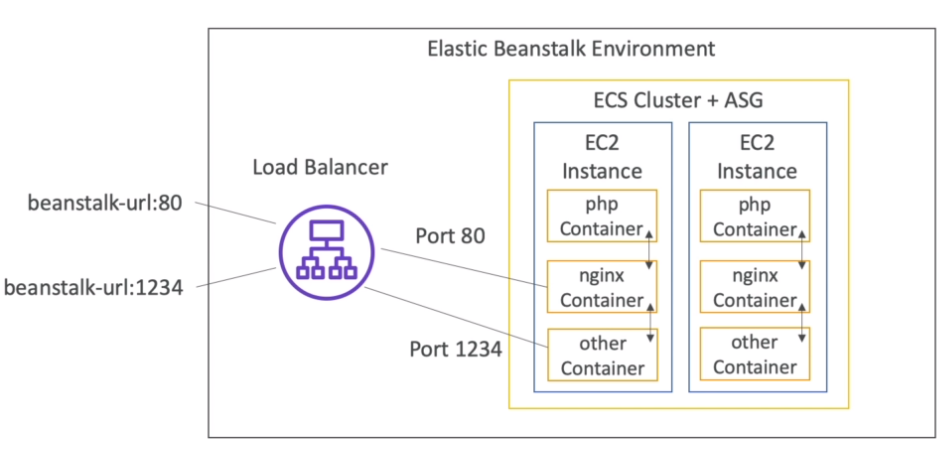 Elastic Beanstalk Environment
ECS Cluster + ASG
EC2
Instance
EC2
Instance
Load Balancer
beanstalk-url:80
beanstalk-url:1234
Port 80
Port 1234
php
Container
nginx
Container
other
Container
php
Container
nginx
Container
other
Container